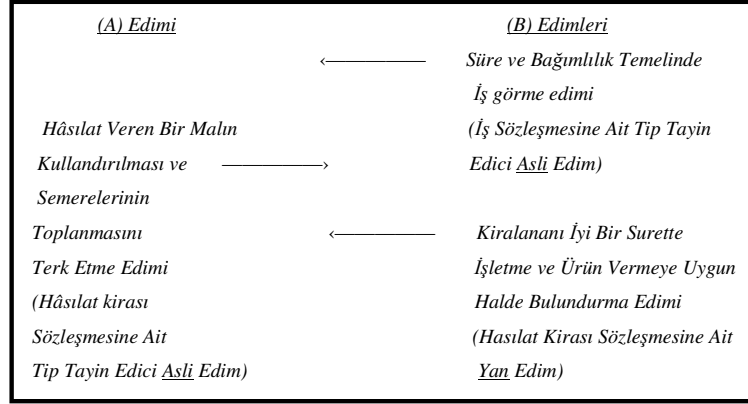 (A) Edimi
(B) Edimleri
Süre ve Bağımlılık Temelinde
İş görme edimi
Hâsılat Veren Bir Malın
(İş Sözleşmesine Ait Tip Tayin
Kullandırılması ve
Edici Asli Edim)
Semerelerinin
Toplanmasını
Kiralananı İyi Bir Surette
Terk Etme Edimi
İşletme ve Ürün Vermeye Uygun
(Hâsılat kirası
Halde Bulundurma Edimi
Sözleşmesine Ait
(Hasılat Kirası Sözleşmesine Ait
Tip Tayin Edici Asli Edim)
Yan Edim)